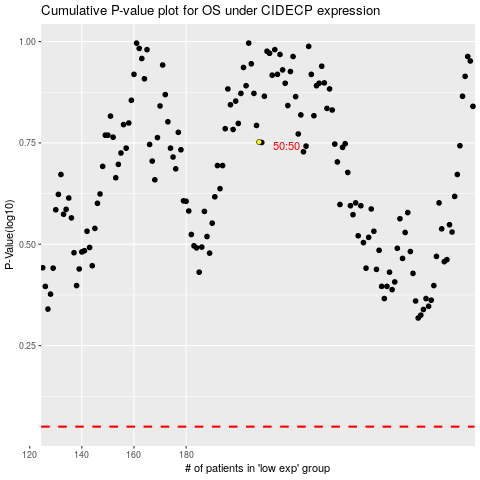 Cumulative P-value plot for OS under CIDECP expression
1.00
0.75
0.50
0.25
P-Value(log10)
50:50
120 140 160 180
# of patients in 'low exp' group